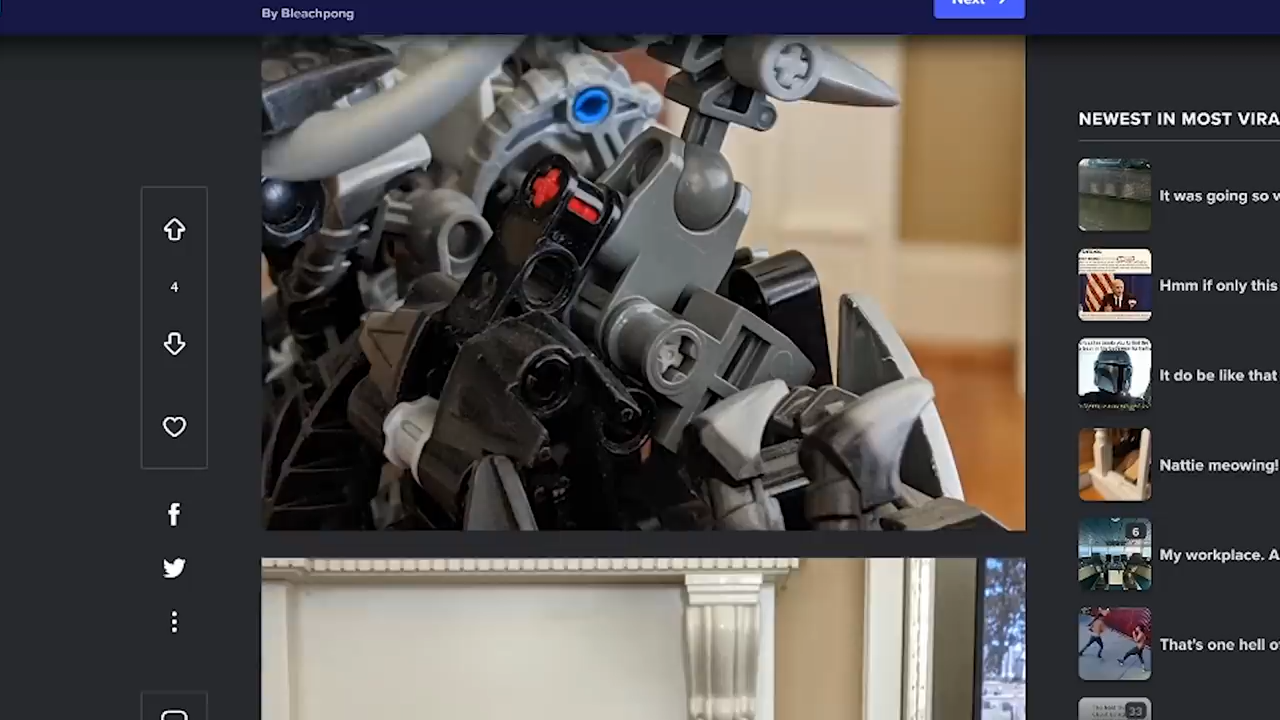 By Bleachpong
Next
4
NEWEST IN MOST VIRA
It was going so v
Hmm if only this
It do be like that
Nattie meowing!
6
My workplace. A
That's one hell o
33